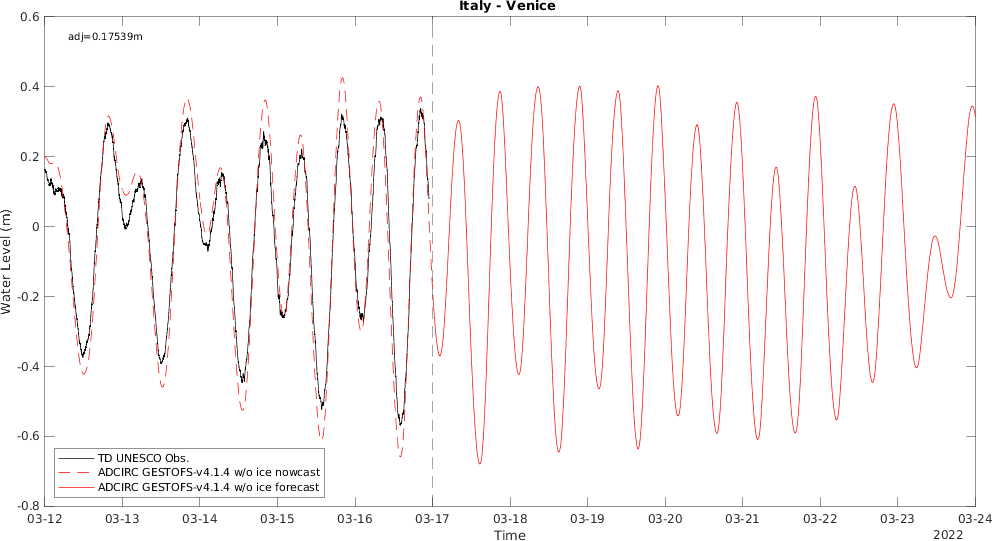 Italy - Venice
adj=0.17539m
0.6
0.4
0.2
0
-0.2
-0.4
-0.6
-0.8
Water Level (m)
TD UNESCO Obs.
ADCIRC GESTOFS-v4.1.4 w/o ice nowcast
ADCIRC GESTOFS-v4.1.4 w/o ice forecast
03-12 03-13 03-14 03-15 03-16 03-17 03-18 03-19 03-20 03-21 03-22 03-23 03-24
Time
2022